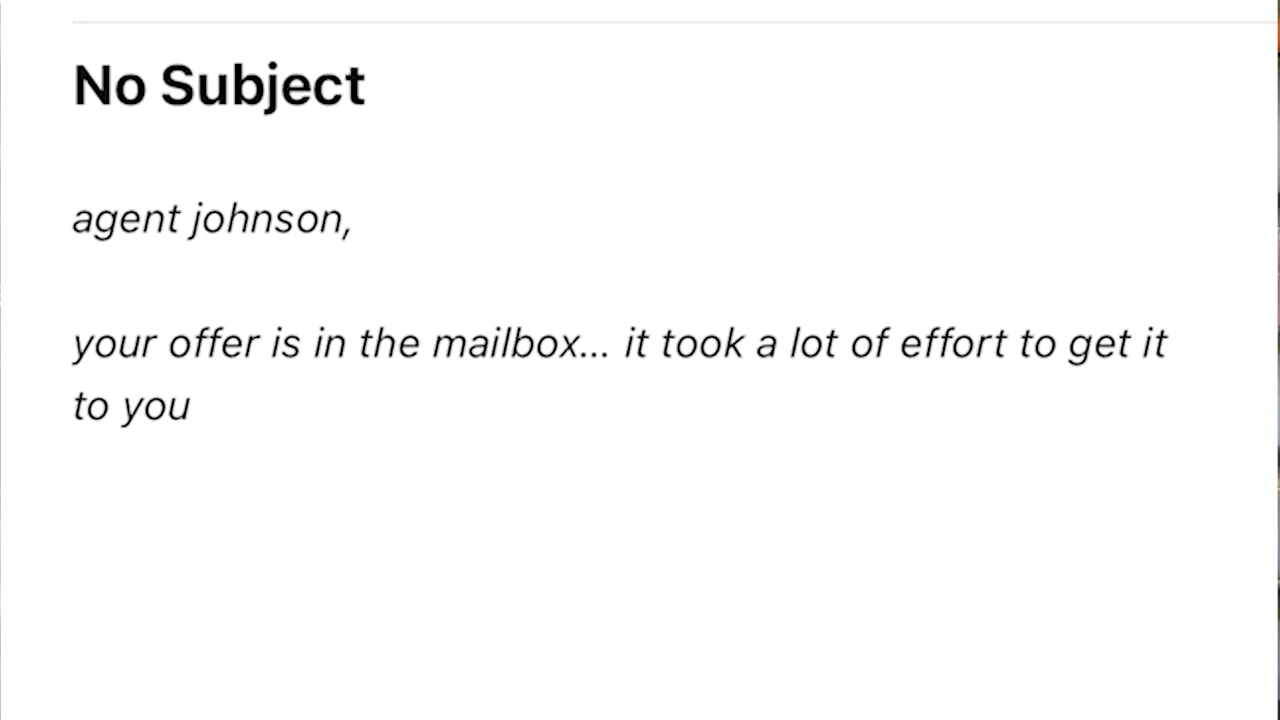 No Subject
agent johnson,
your offer is in the mailbox... it took a lot of effort to get it
to you